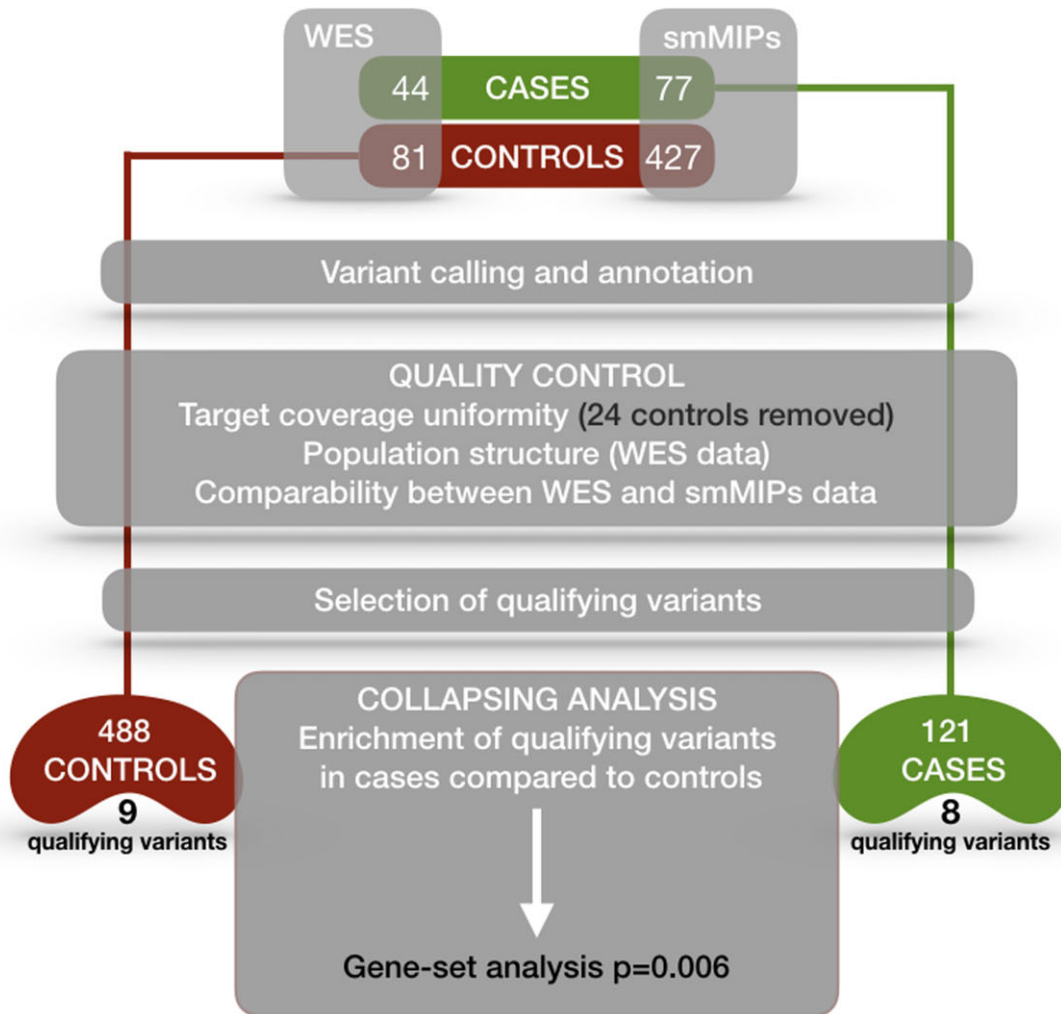 WES
smMIPs
44 CASES 77
81 CONTROLS 427
Variant calling and annotation
QUALITY CONTROL
Target coverage uniformity (24 controls removed)
Population structure (WES data)
Comparability between WES and smMIPs data
Selection of qualifying variants
488
CONTROLS
9
qualifying variants
COLLAPSING ANALYSIS
Enrichment of qualifying variants
in cases compared to controls
Gene-set analysis p=0.006
121
CASES
8
qualifying variants